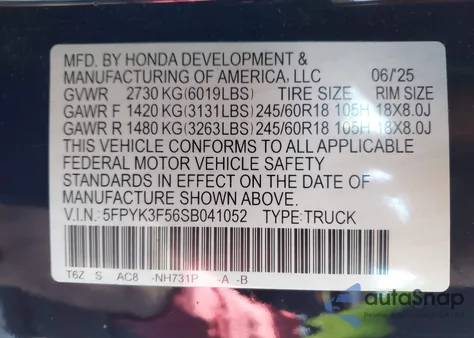 MFD. BY HONDA DEVELOPMENT &
MANUFACTURING OF AMERICA, LLC 06/'25
GVWR 2730 KG(6019LBS) TIRE SIZE RIM SIZE
GAWR F 1420 KG(3131LBS) 245/60R18 105H 18X8.0J
GAWR R 1480 KG(3263LBS) 245/60R18 105H 18X8.0J
THIS VEHICLE CONFORMS TO ALL APPLICABLE
FEDERAL MOTOR VEHICLE SAFETY
STANDARDS IN EFFECT ON THE DATE OF
MANUFACTURE SHOWN ABOVE.
V.I.N.: 5FPYK3F56SB041052 TYPE:TRUCK
T6Z S AC8 -NH731P -A -B
autoSnap